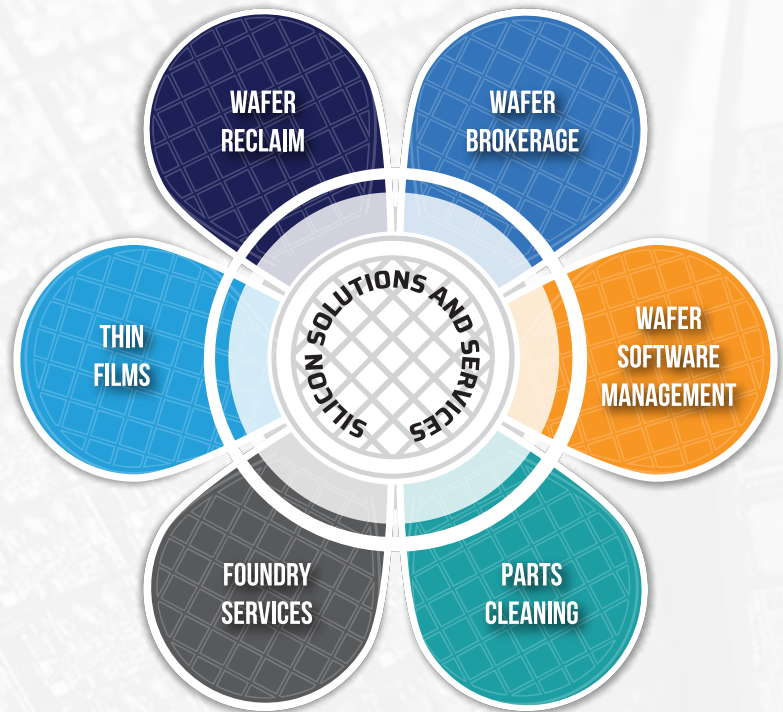 WAFER
RECLAIM
WAFER
BROKERAGE
THIN
FILMS
SILICON SOLUTIONS AND SERVICES
WAFER
SOFTWARE
MANAGEMENT
FOUNDRY
SERVICES
PARTS
CLEANING